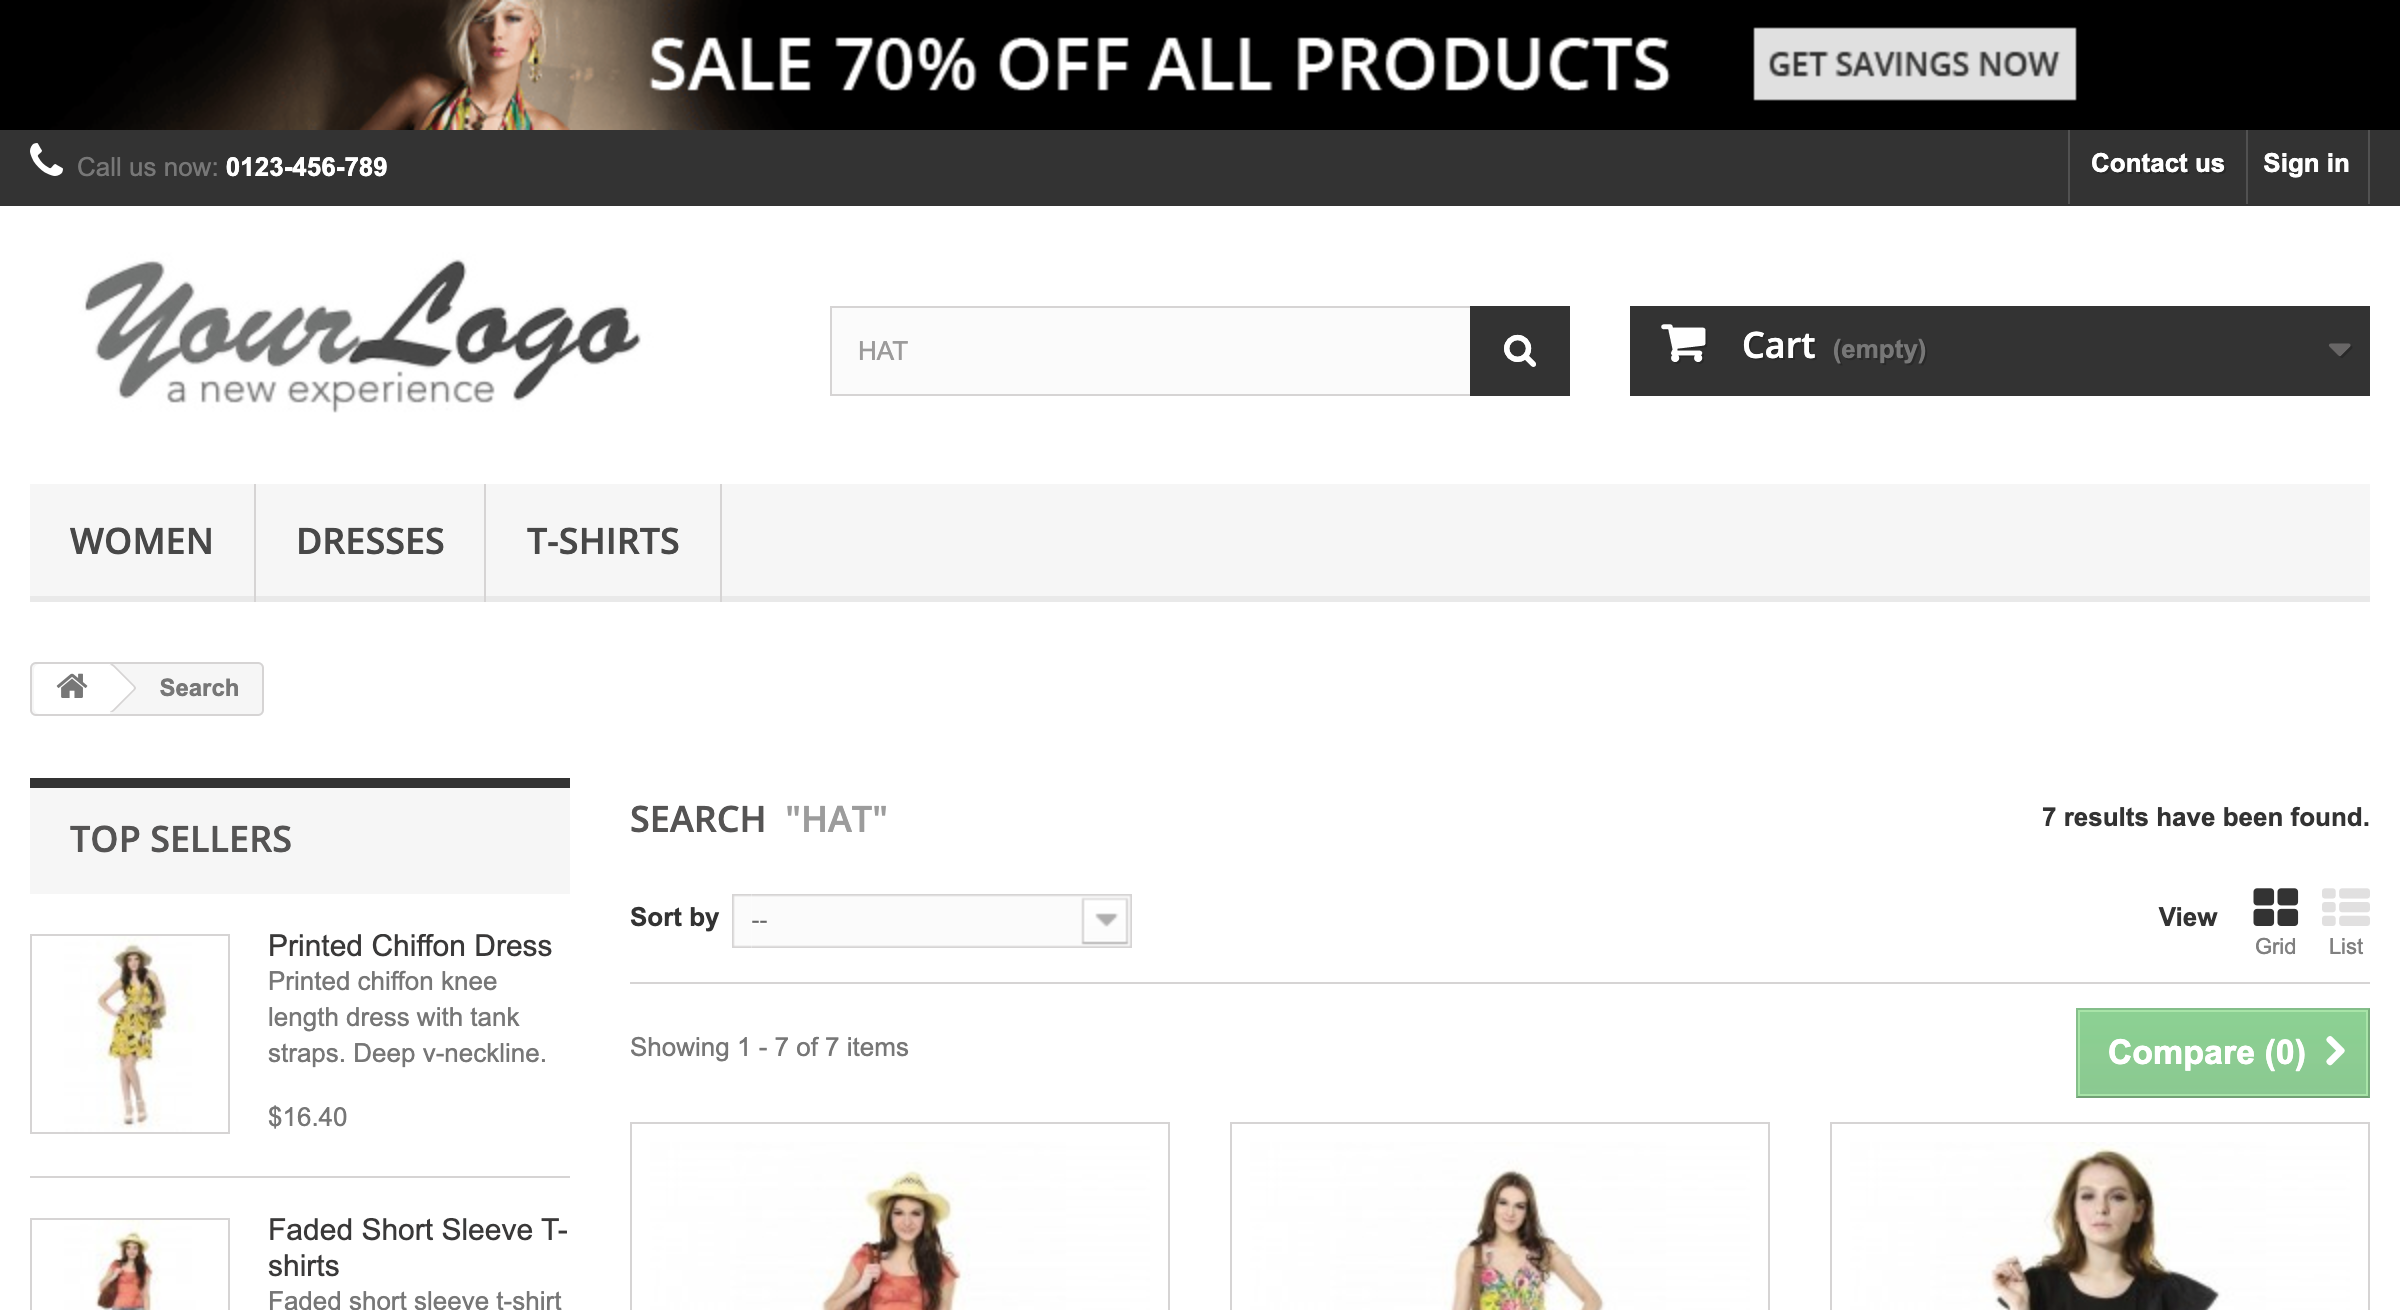 SALE 70% OFF ALL PRODUCTS
GET SAVINGS NOW
Call us now: 0123-456-789
Contact us
Sign in
YourLogo
a new experience
HAT
Cart (empty)
WOMEN
DRESSES
T-SHIRTS
Search
TOP SELLERS
Printed Chiffon Dress
Printed chiffon knee
length dress with tank
straps. Deep v-neckline.
$16.40
Faded Short Sleeve T-
shirts
Faded short sleeve t-shirt
SEARCH "HAT"
7 results have been found.
Sort by
--
View
Grid
List
Showing 1 - 7 of 7 items
Compare (0)